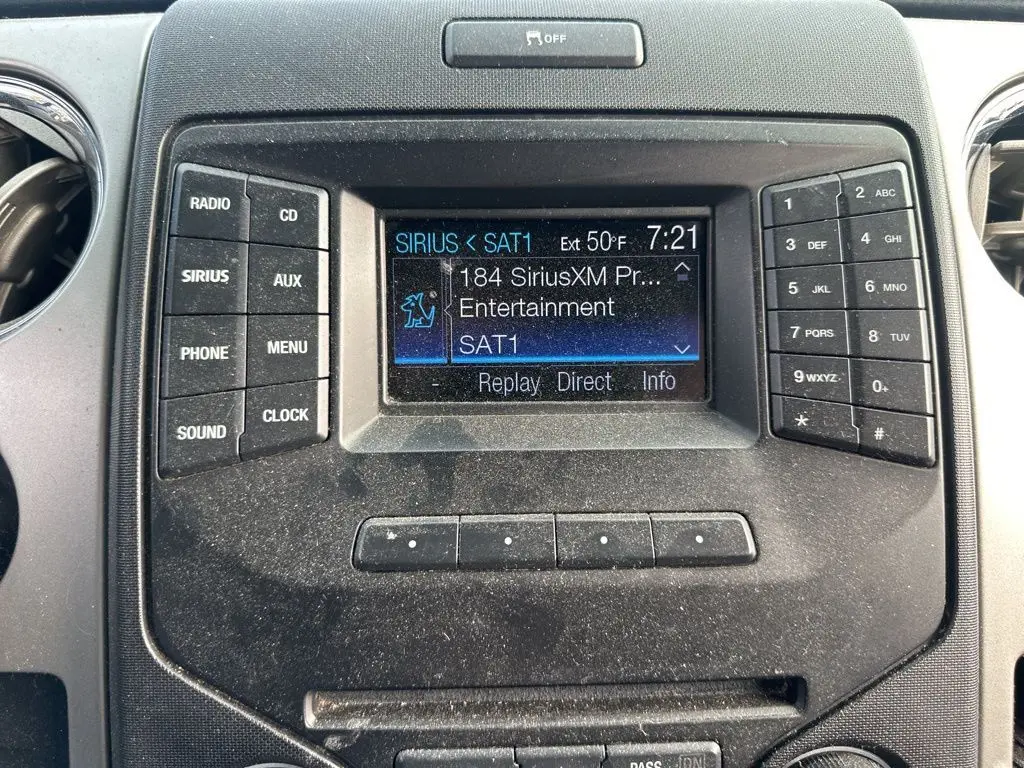 OFF
RADIO
CD
SIRIUS
AUX
PHONE
MENU
SOUND
CLOCK
SIRIUS < SAT1 Ext 50°F 7:21
184 SiriusXM Pr...
Entertainment
SAT1
- Replay Direct Info
1
2 ABC
3 DEF
4 GHI
5 JKL
6 MNO
7 PQRS
8 TUV
9 WXYZ
0+
*
#
PASS